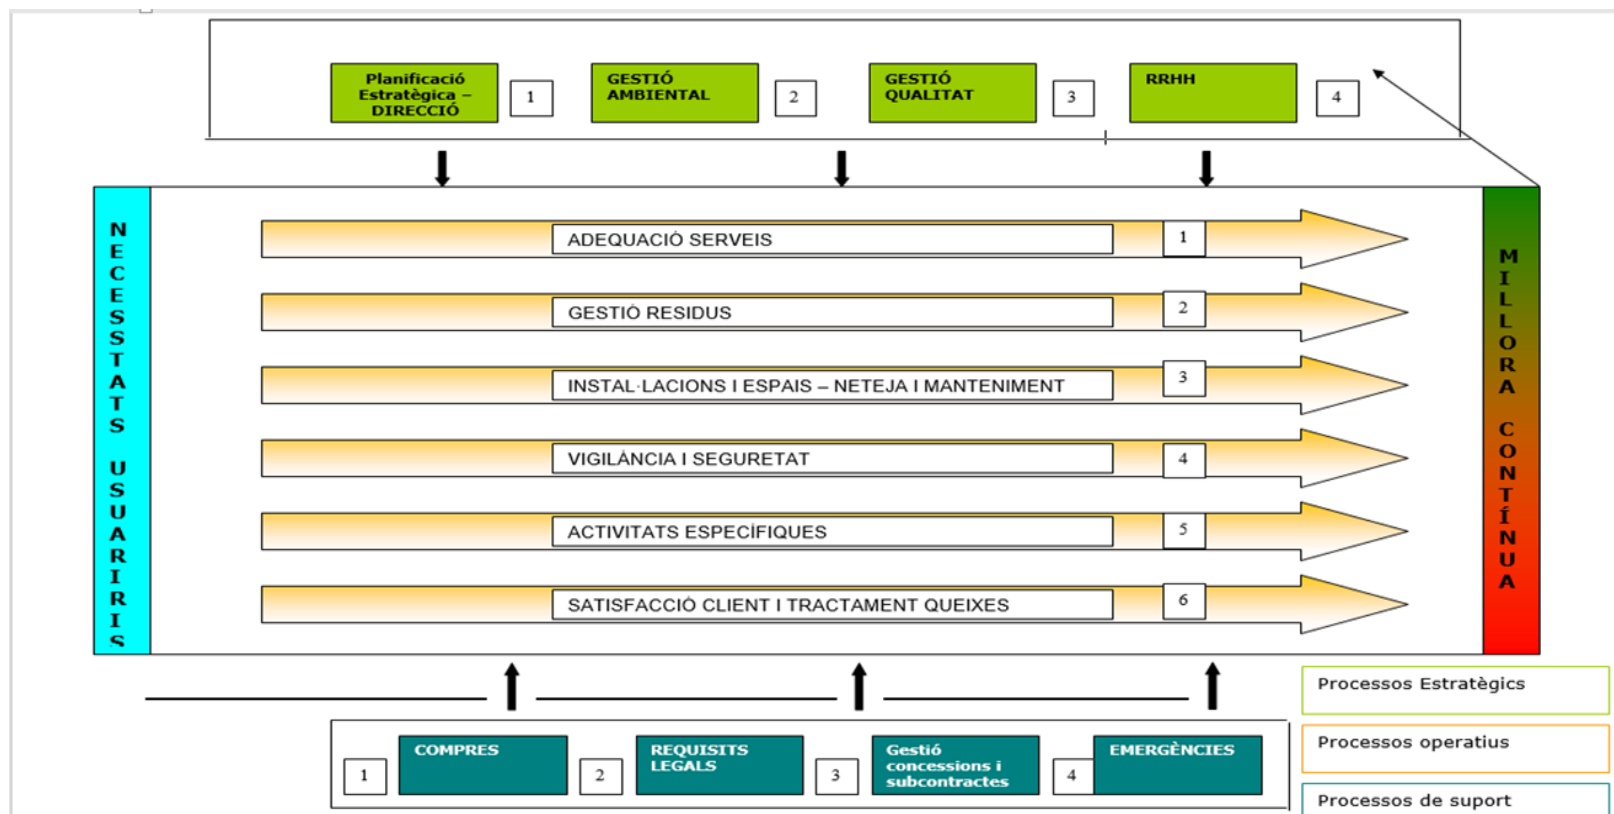 Planificació
Estratègica –
DIRECCIÓ
1
GESTIÓ
AMBIENTAL
2
GESTIÓ
QUALITAT
3
RRHH
4
NECESSTATS USUARIRIS
ADEQUACIÓ SERVEIS
1
GESTIÓ RESIDUS
2
INSTAL·LACIONS I ESPAIS – NETEJA I MANTENIMENT
3
VIGILÀNCIA I SEGURETAT
4
ACTIVITATS ESPECÍFIQUES
5
SATISFACCIÓ CLIENT I TRACTAMENT QUEIXES
6
MILLORA CONTÍNUA
1
COMPRES
2
REQUISITS
LEGALS
3
Gestió
concessions i
subcontractes
4
EMERGÈNCIES
Processos Estratègics
Processos operatius
Processos de suport